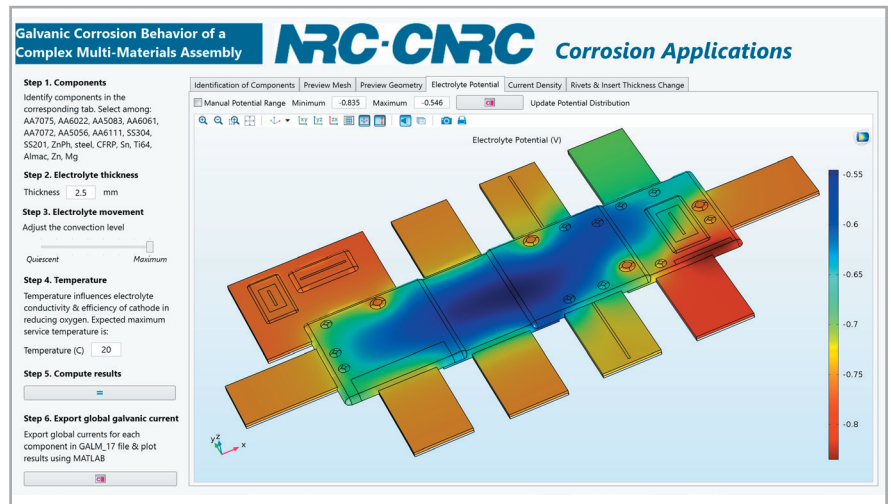 Galvanic Corrosion Behavior of a
Complex Multi-Materials Assembly
NRC·CNRC
Corrosion Applications
Step 1. Components
Identify components in the
corresponding tab. Select among:
AA7075, AA6022, AA5083, AA6061,
AA7072, AA5056, AA6111, SS304,
SS201, ZnPh, steel, CFRP, Sn, Ti64,
Almac, Zn, Mg
Step 2. Electrolyte thickness
Thickness 2.5 mm
Step 3. Electrolyte movement
Adjust the convection level
Quiescent Maximum
Step 4. Temperature
Temperature influences electrolyte
conductivity & efficiency of cathode in
reducing oxygen. Expected maximum
service temperature is:
Temperature (C) 20
Step 5. Compute results
=
Step 6. Export global galvanic current
Export global currents for each
component in GALM_17 file & plot
results using MATLAB
Identification of Components Preview Mesh Preview Geometry Electrolyte Potential Current Density Rivets & Insert Thickness Change
Manual Potential Range Minimum -0.835 Maximum -0.546 Update Potential Distribution
xy yz zx
Electrolyte Potential (V)
-0.55
-0.6
-0.65
-0.7
-0.75
-0.8
y z x